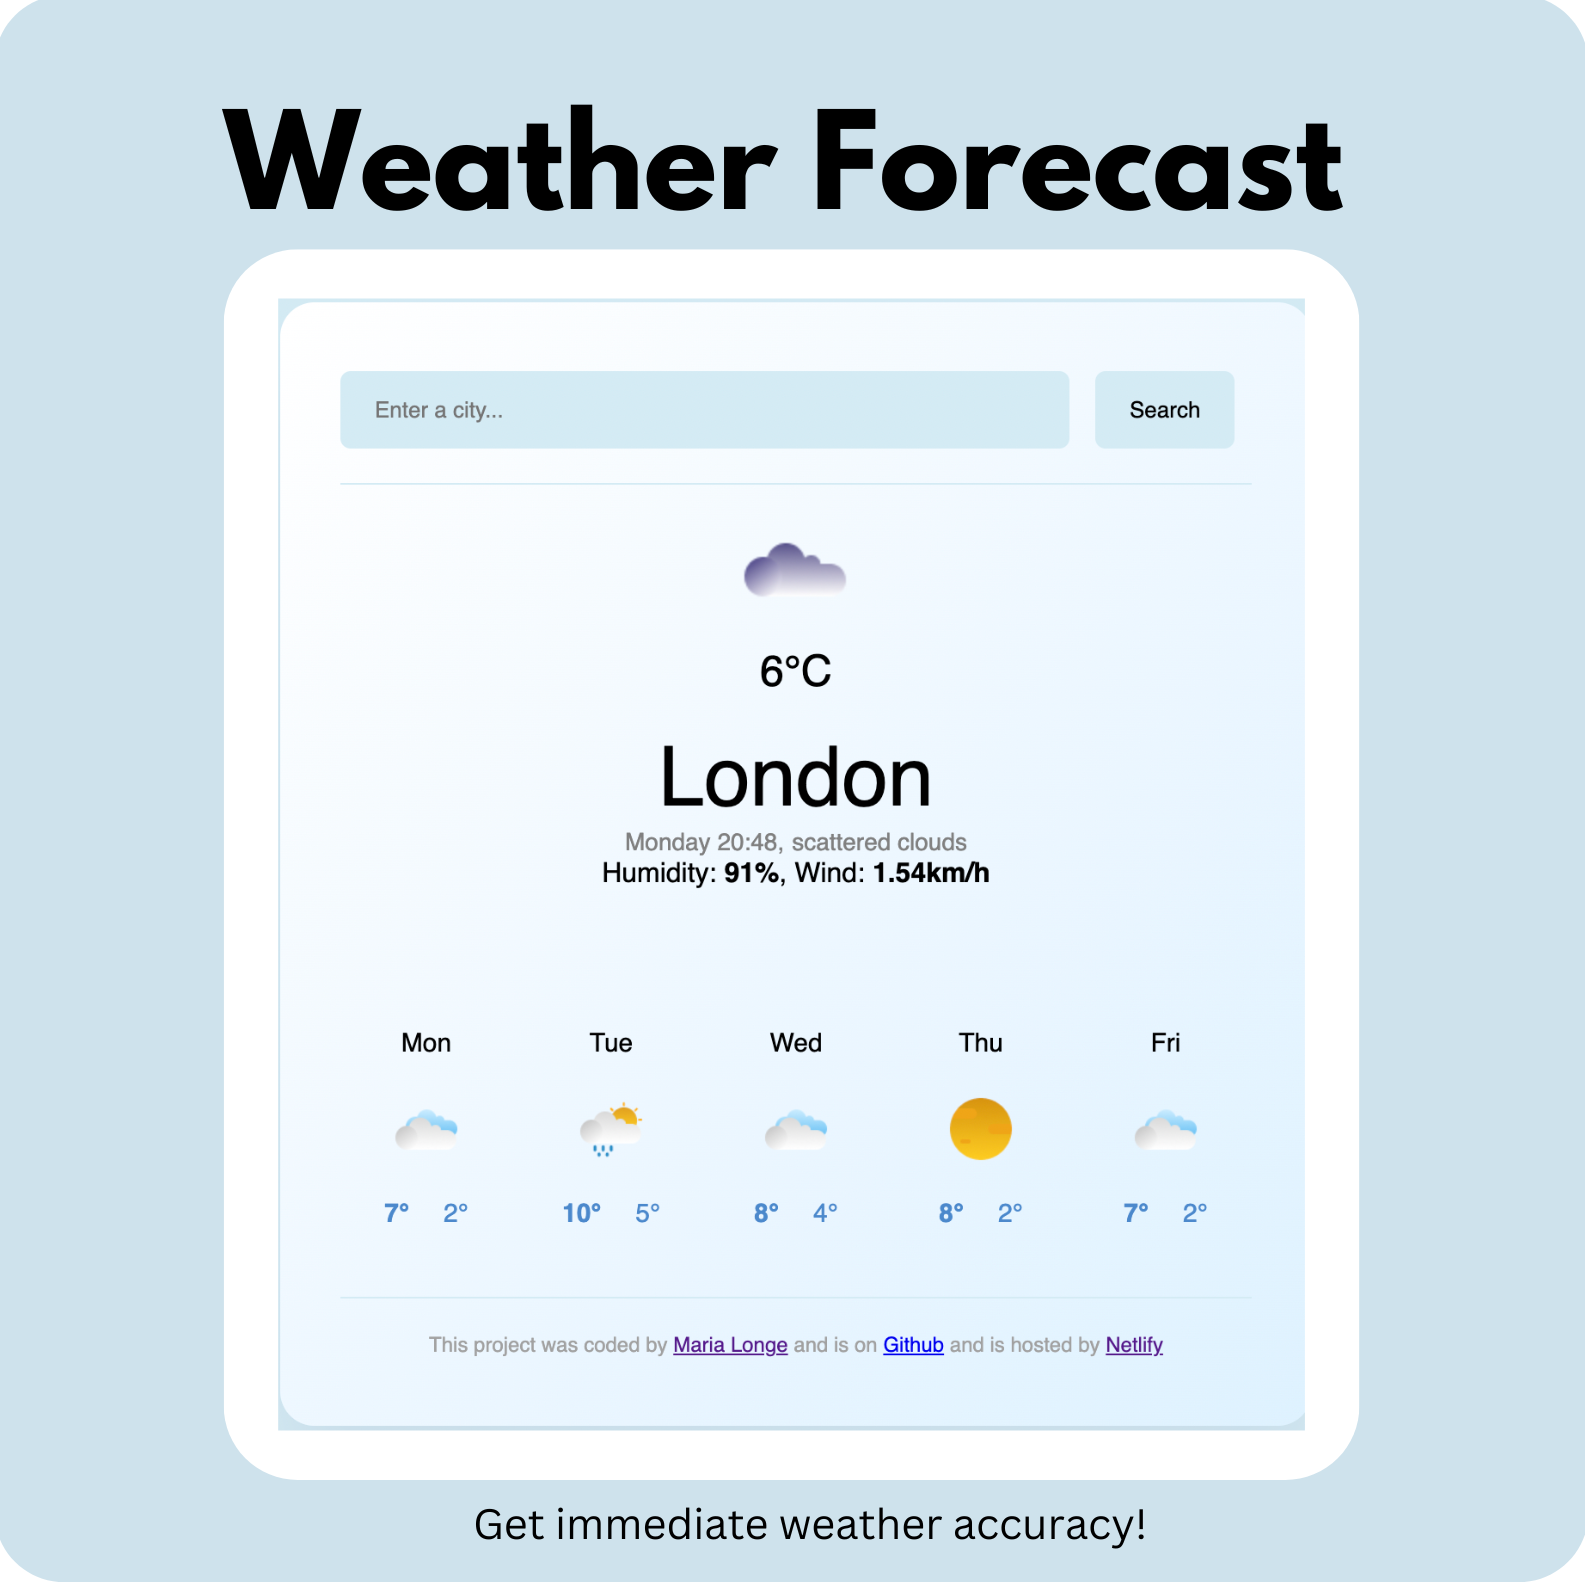 Weather Forecast
Enter a city...
Search
6°C
London
Monday 20:48, scattered clouds
Humidity: 91%, Wind: 1.54km/h
Mon Tue Wed Thu Fri
7° 2° 10° 5° 8° 4° 8° 2° 7° 2°
This project was coded by Maria Longe and is on Github and is hosted by Netlify
Get immediate weather accuracy!